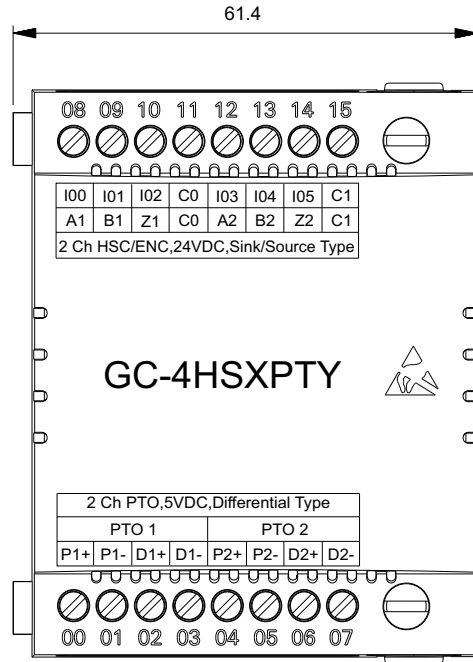 61.4
08 09 10 11 12 13 14 15
I00 I01 I02 C0 I03 I04 I05 C1
A1 B1 Z1 C0 A2 B2 Z2 C1
2 Ch HSC/ENC,24VDC,Sink/Source Type
GC-4HSXPTY
2 Ch PTO,5VDC,Differential Type
PTO 1 PTO 2
P1+ P1- D1+ D1- P2+ P2- D2+ D2-
00 01 02 03 04 05 06 07